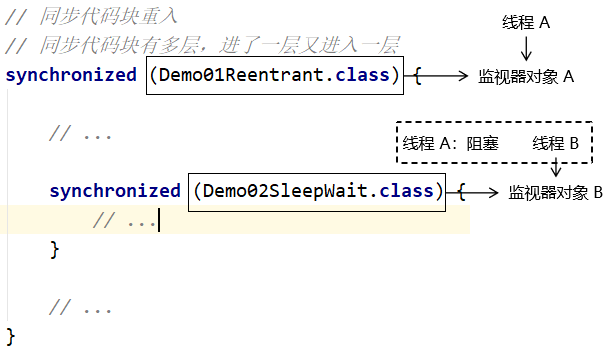 // 同步代码块重入
线程 A
// 同步代码块有多层，进了一层又进入一层
synchronized (Demo01Reentrant.class) {
监视器对象 A
// ...
线程 A：阻塞 线程 B
synchronized (Demo02SleepWait.class) {
监视器对象 B
// ...
}
// ...
}